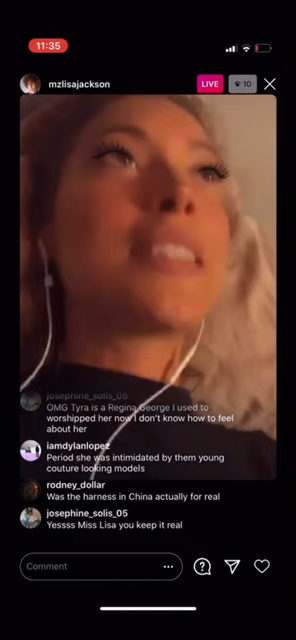 11:35
mzlisajackson
LIVE
10
josephine_solis_05
OMG Tyra is a Regina George I used to
worshipped her now I don't know how to feel
about her
iamdylanlopez
Period she was intimidated by them young
couture looking models
rodney_dollar
Was the harness in China actually for real
josephine_solis_05
Yessss Miss Lisa you keep it real
Comment